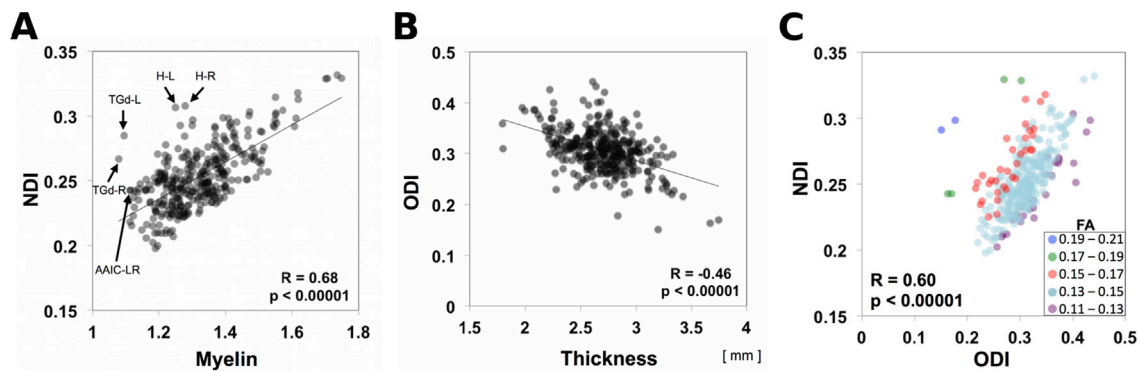 A
NDI
0.35
0.3
0.25
0.2
0.15
H-L
H-R
TGd-L
TGd-R
AAIC-LR
R = 0.68
p < 0.00001
1
1.2
1.4
1.6
1.8
Myelin
B
ODI
0.5
0.4
0.3
0.2
0.1
0
R = -0.46
p < 0.00001
1.5
2
2.5
3
3.5
4
Thickness
[ mm ]
C
NDI
0.35
0.3
0.25
0.2
0.15
FA
0.19 – 0.21
0.17 – 0.19
0.15 – 0.17
0.13 – 0.15
0.11 – 0.13
R = 0.60
p < 0.00001
0
0.1
0.2
0.3
0.4
0.5
ODI